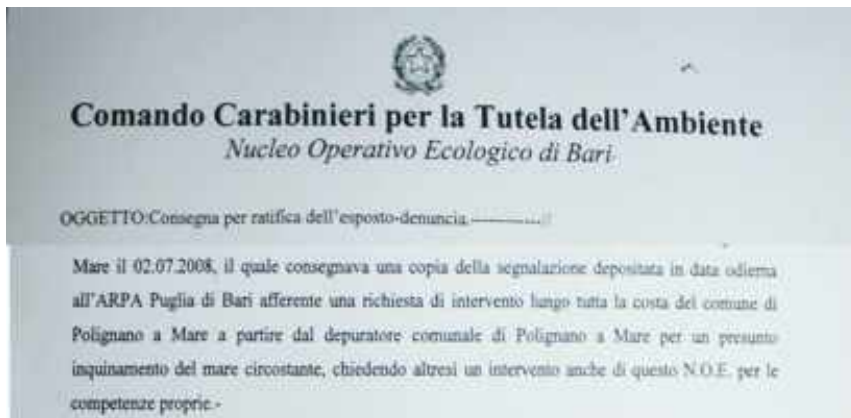 Comando Carabinieri per la Tutela dell'Ambiente
Nucleo Operativo Ecologico di Bari
OGGETTO:Consegna per ratifica dell'esposto-denuncia.------------//
Mare il 02.07.2008, il quale consegnava una copia della segnalazione depositata in data odierna
all'ARPA Puglia di Bari afferente una richiesta di intervento lungo tutta la costa del comune di
Polignano a Mare a partire dal depuratore comunale di Polignano a Mare per un presunto
inquinamento del mare circostante, chiedendo altresì un intervento anche di questo N.O.E. per le
competenze proprie.-